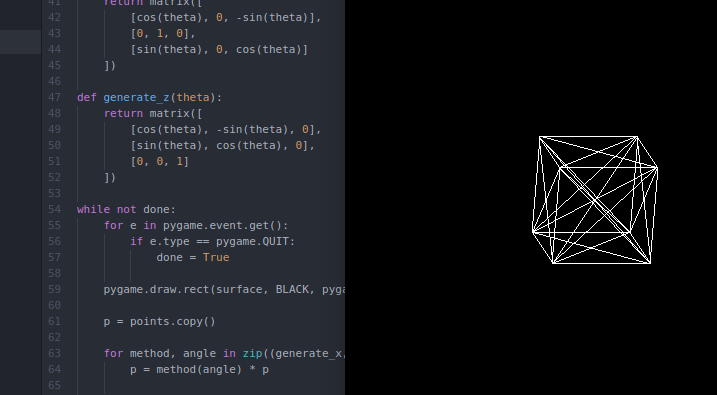 41 return matrix([
42 [cos(theta), 0, -sin(theta)],
43 [0, 1, 0],
44 [sin(theta), 0, cos(theta)]
45 ])
46
47 def generate_z(theta):
48 return matrix([
49 [cos(theta), -sin(theta), 0],
50 [sin(theta), cos(theta), 0],
51 [0, 0, 1]
52 ])
53
54 while not done:
55 for e in pygame.event.get():
56 if e.type == pygame.QUIT:
57 done = True
58
59 pygame.draw.rect(surface, BLACK, pyga
60
61 p = points.copy()
62
63 for method, angle in zip((generate_x,
64 p = method(angle) * p
65